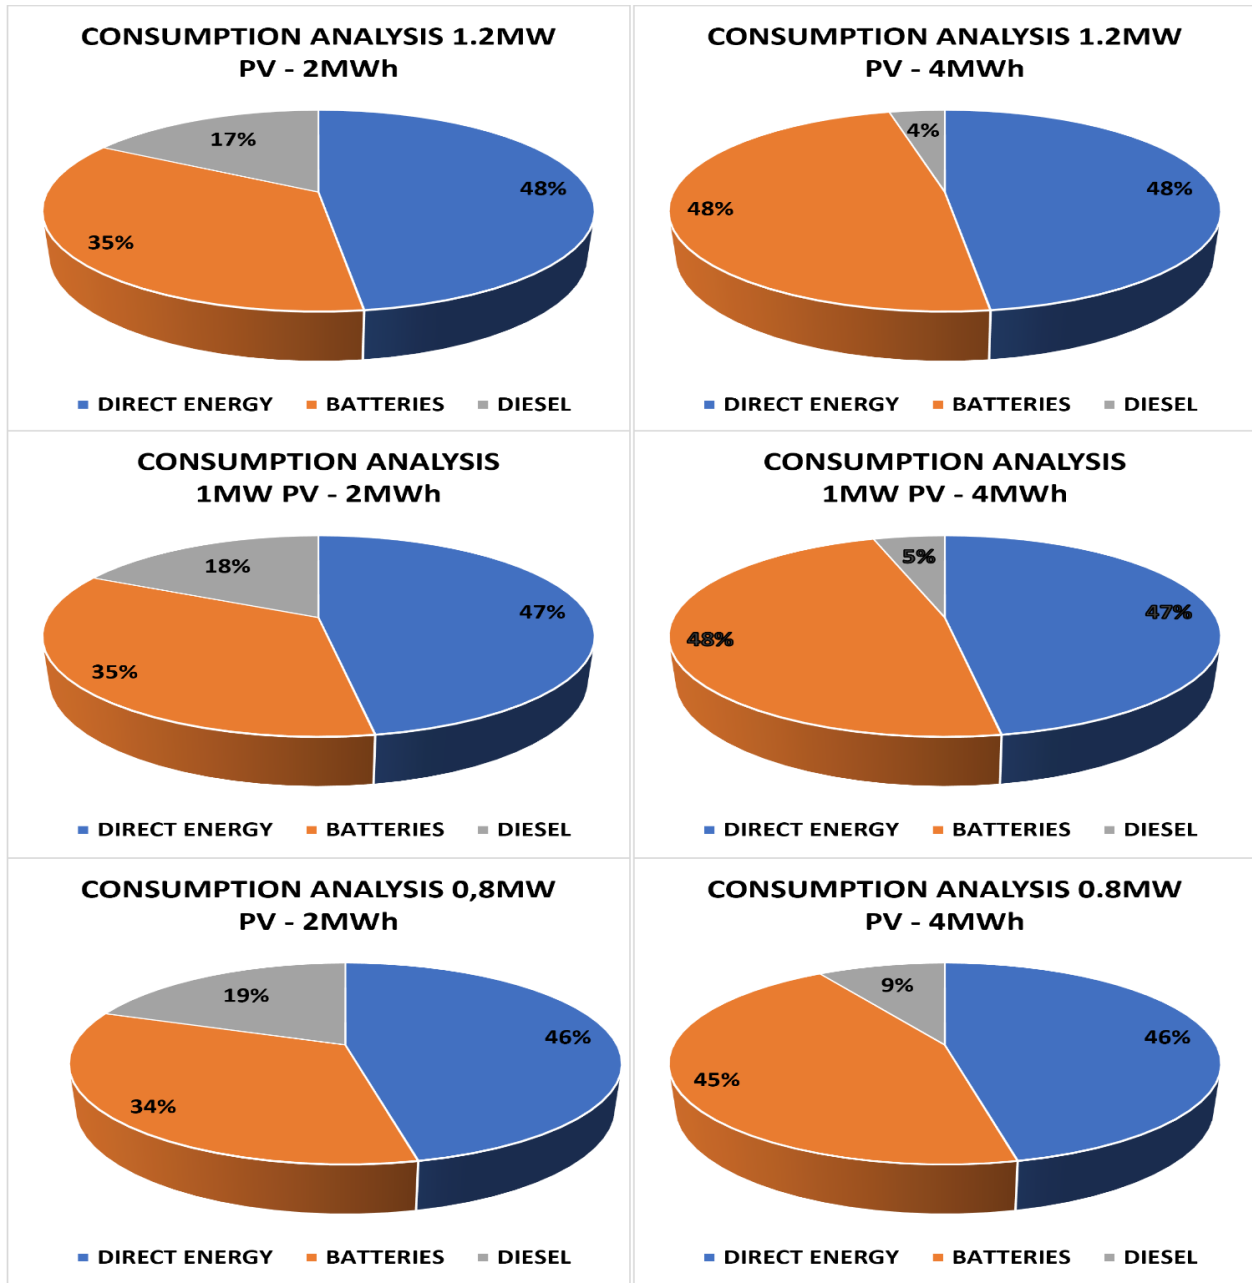 CONSUMPTION ANALYSIS 1.2MW
PV - 2MWh
17%
48%
35%
DIRECT ENERGY BATTERIES DIESEL
CONSUMPTION ANALYSIS 1.2MW
PV - 4MWh
4%
48%
48%
DIRECT ENERGY BATTERIES DIESEL
CONSUMPTION ANALYSIS
1MW PV - 2MWh
18%
47%
35%
DIRECT ENERGY BATTERIES DIESEL
CONSUMPTION ANALYSIS
1MW PV - 4MWh
5%
47%
48%
DIRECT ENERGY BATTERIES DIESEL
CONSUMPTION ANALYSIS 0,8MW
PV - 2MWh
19%
46%
34%
DIRECT ENERGY BATTERIES DIESEL
CONSUMPTION ANALYSIS 0.8MW
PV - 4MWh
9%
46%
45%
DIRECT ENERGY BATTERIES DIESEL